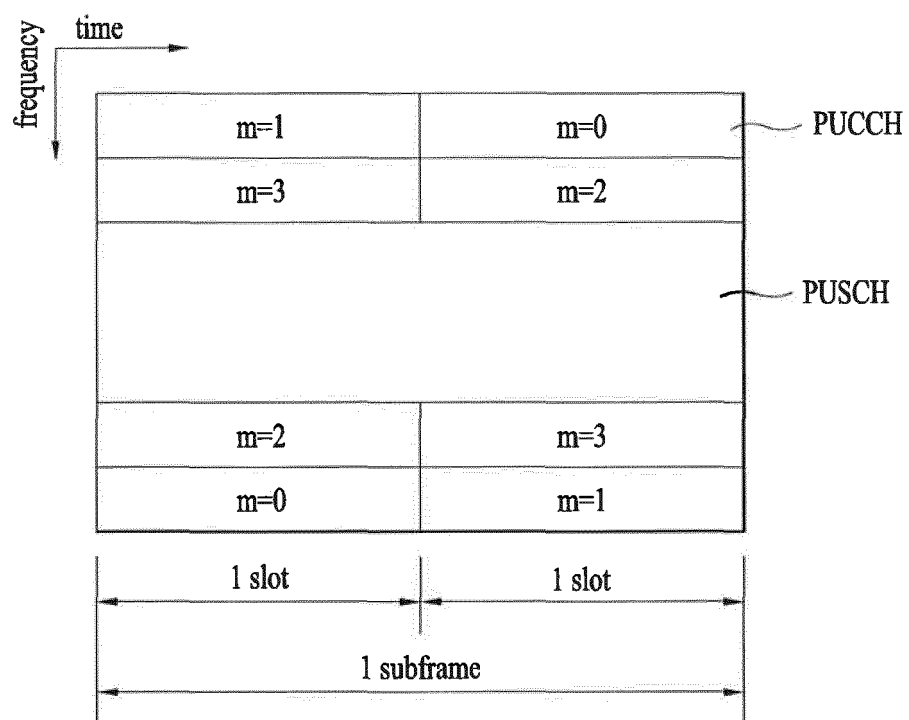 time
frequency
m=1
m=0
PUCCH
m=3
m=2
PUSCH
m=2
m=3
m=0
m=1
1 slot
1 slot
1 subframe